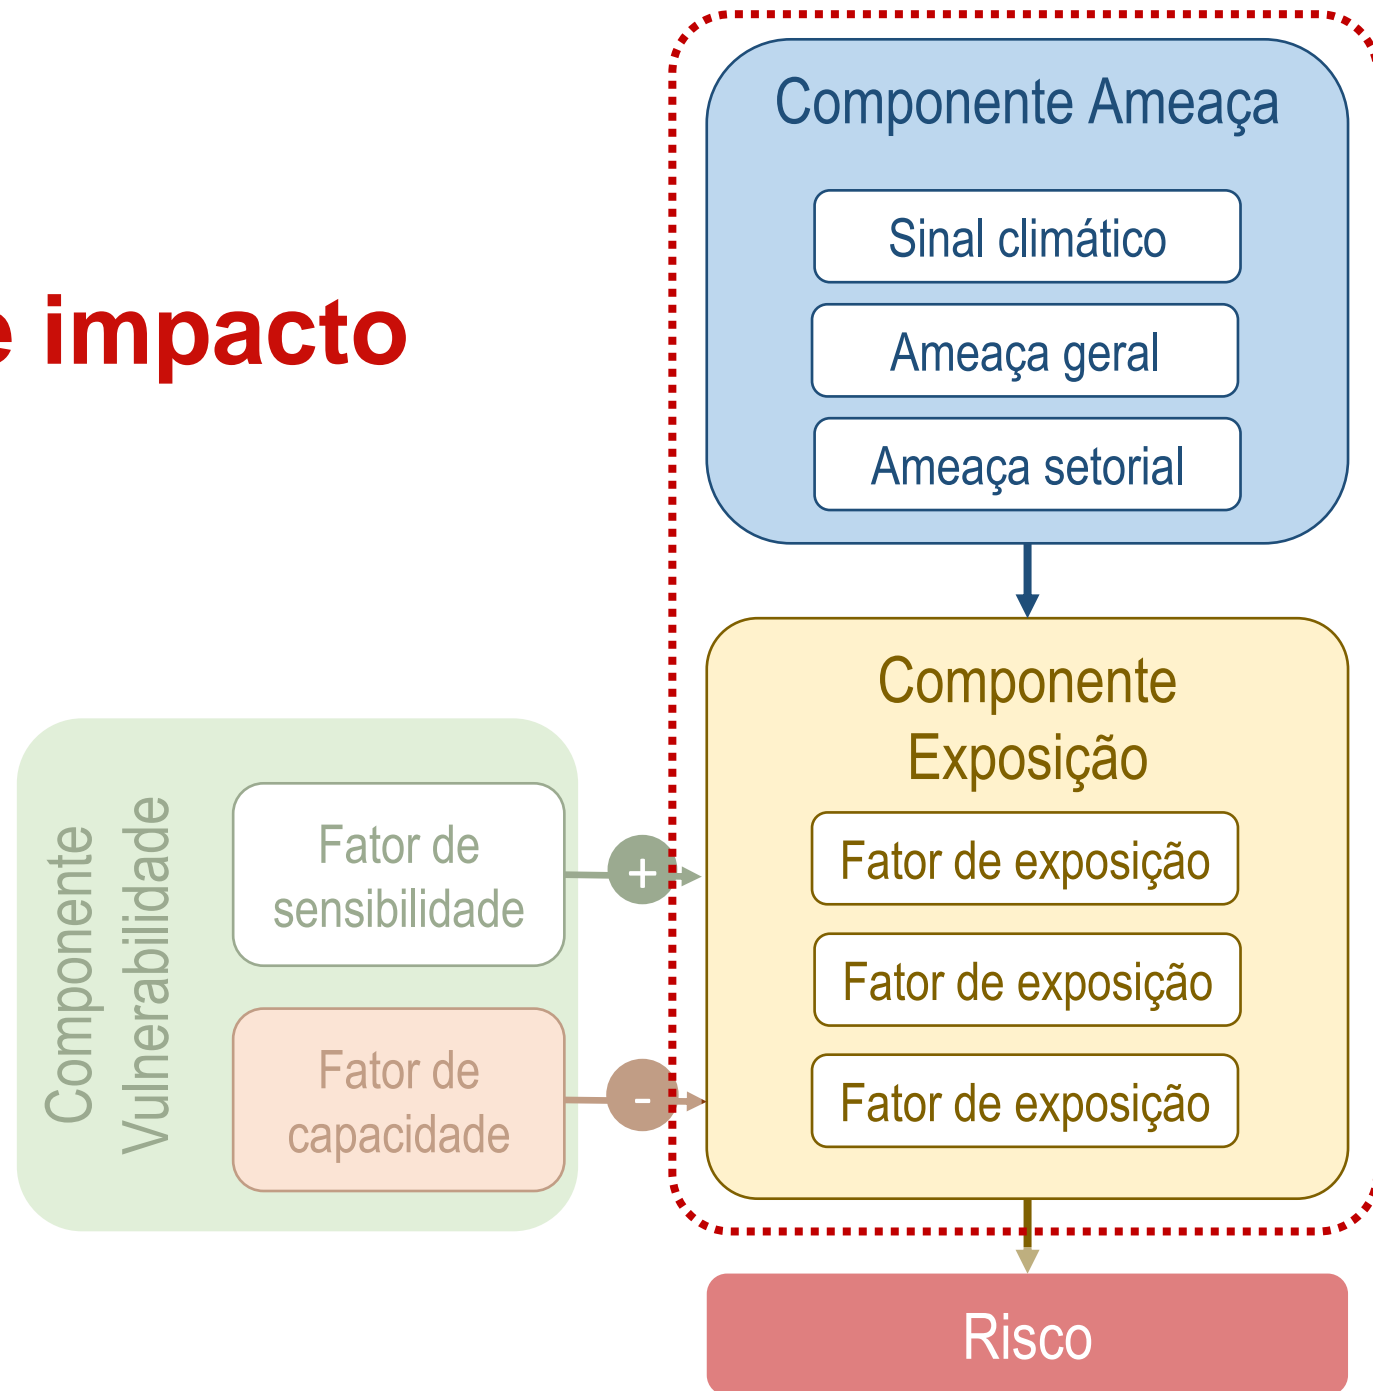 Componente Ameaça
Sinal climático
Ameaça geral
Ameaça setorial
e impacto
Componente
Exposição
Fator de exposição
Fator de exposição
Fator de exposição
Componente
Vulnerabilidade
Fator de
sensibilidade
+
Fator de
capacidade
-
Risco